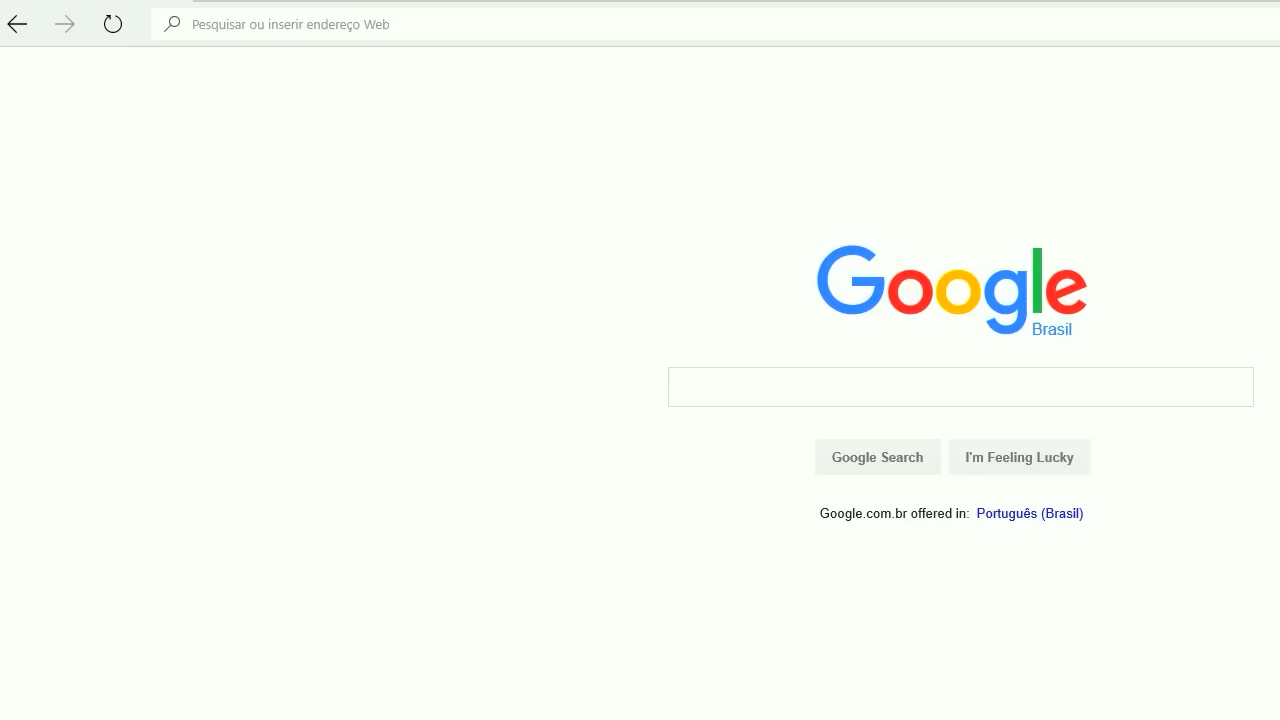 Pesquisar ou inserir endereço Web
Google
Brasil
Google Search
I'm Feeling Lucky
Google.com.br offered in: Português (Brasil)